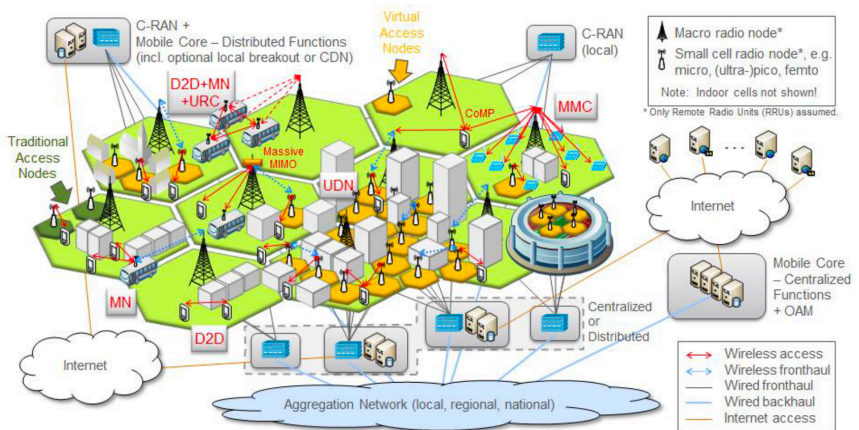 C-RAN +
Mobile Core – Distributed Functions
(incl. optional local breakout or CDN)
Virtual
Access
Nodes
C-RAN
(local)
Macro radio node*
Small cell radio node*, e.g.
micro, (ultra-)pico, femto
Note: Indoor cells not shown!
* Only Remote Radio Units (RRUs) assumed.
D2D+MN
+URC
CoMP
MMC
Traditional
Access
Nodes
Massive
MIMO
UDN
Internet
MN
D2D
Mobile Core
– Centralized
Functions
+ OAM
Centralized
or
Distributed
Internet
Aggregation Network (local, regional, national)
Wireless access
Wireless fronthaul
Wired fronthaul
Wired backhaul
Internet access